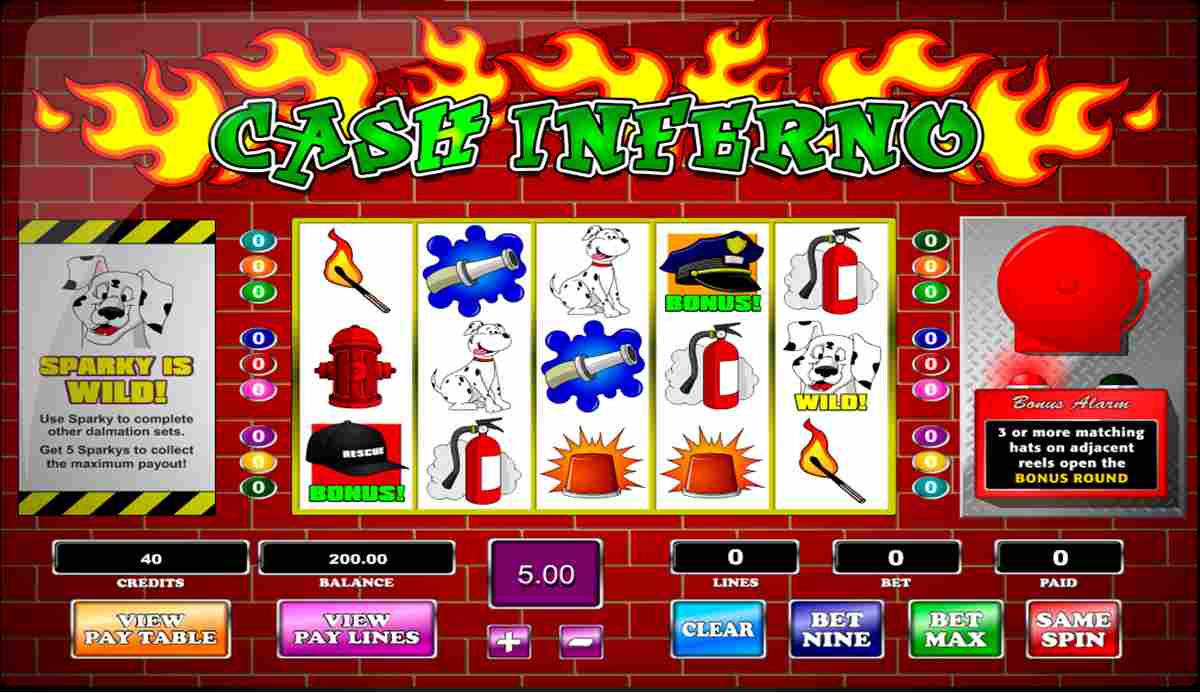 CASH INFERNO
SPARKY IS
WILD!
Use Sparky to complete
other dalmation sets.
Get 5 Sparkys to collect
the maximum payout!
0
0
0
0
0
0
0
0
0
BONUS!
WILD!
RESCUE
BONUS!
0
0
0
0
0
0
0
0
0
Bonus Alarm
3 or more matching
hats on adjacent
reels open the
BONUS ROUND
40
CREDITS
200.00
BALANCE
5.00
+
-
0
LINES
0
BET
0
PAID
VIEW
PAY TABLE
VIEW
PAY LINES
CLEAR
BET
NINE
BET
MAX
SAME
SPIN